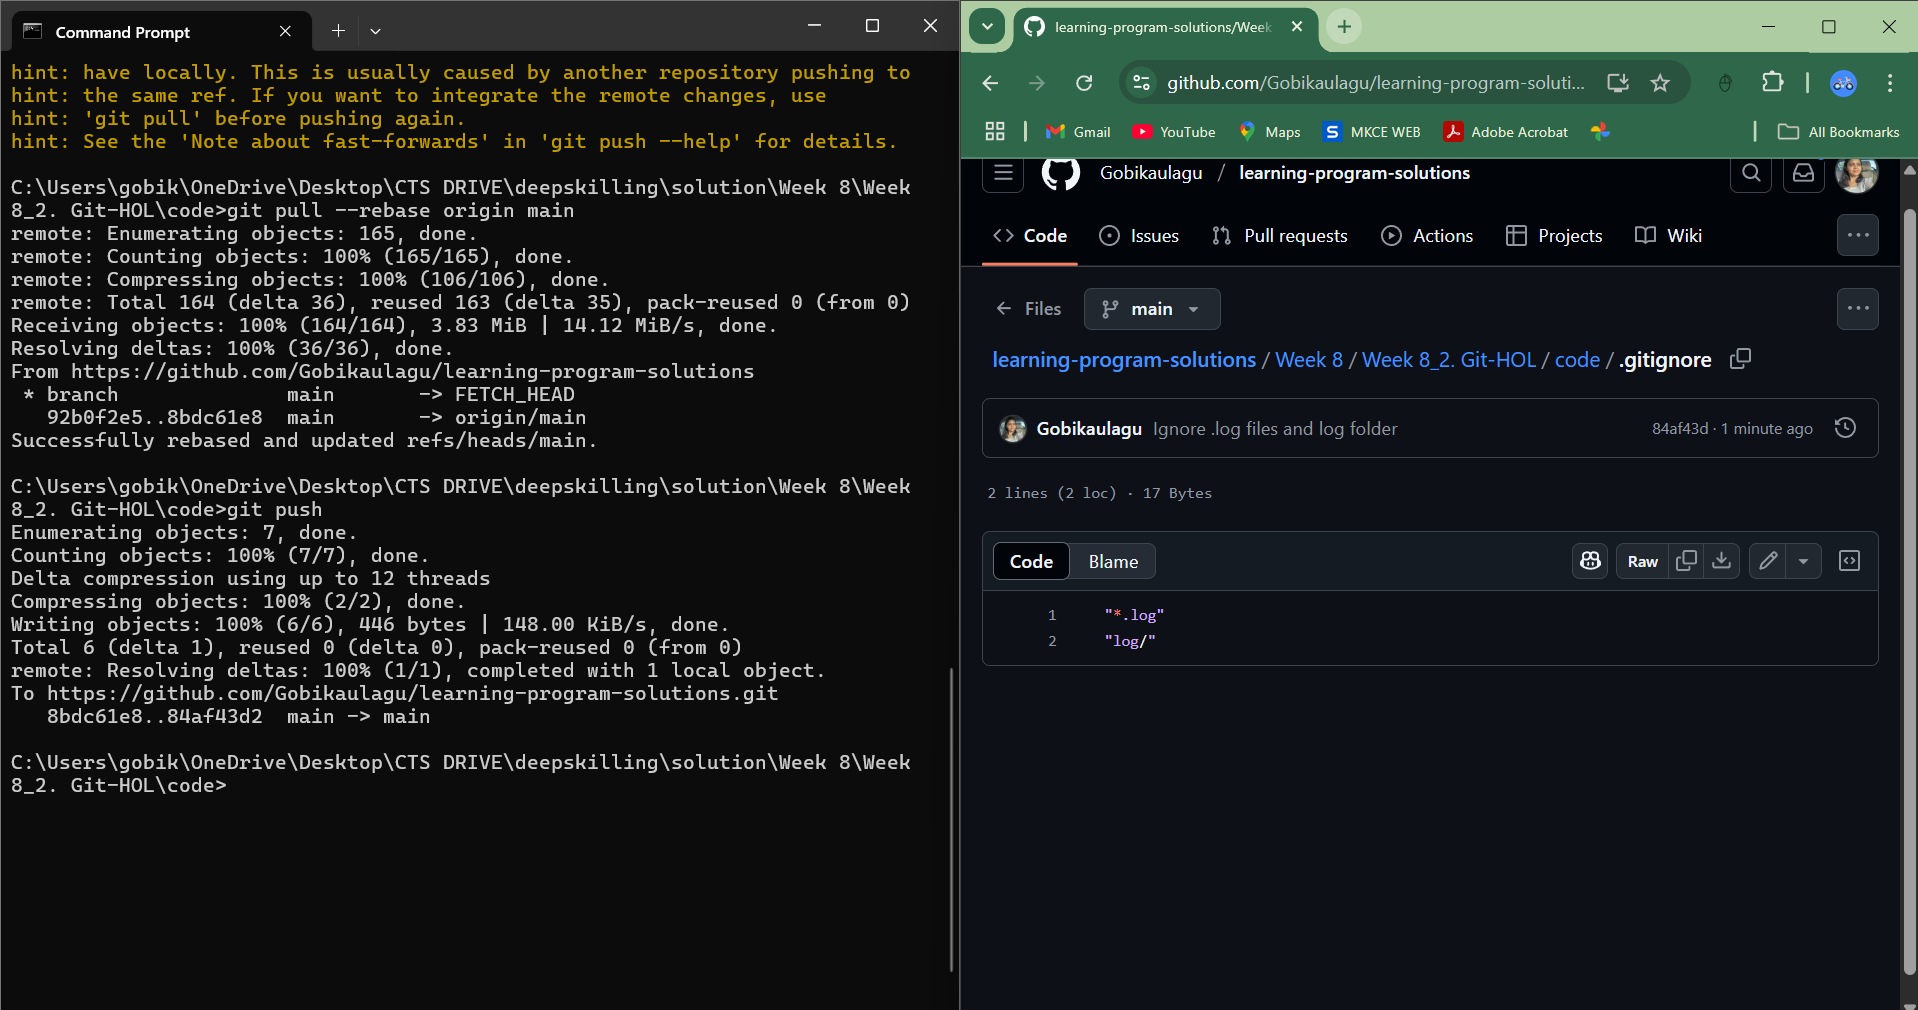 Command Prompt
hint: have locally. This is usually caused by another repository pushing to
hint: the same ref. If you want to integrate the remote changes, use
hint: 'git pull' before pushing again.
hint: See the 'Note about fast-forwards' in 'git push --help' for details.
C:\Users\gobik\OneDrive\Desktop\CTS DRIVE\deepskilling\solution\Week 8\Week
8_2. Git-HOL\code>git pull --rebase origin main
remote: Enumerating objects: 165, done.
remote: Counting objects: 100% (165/165), done.
remote: Compressing objects: 100% (106/106), done.
remote: Total 164 (delta 36), reused 163 (delta 35), pack-reused 0 (from 0)
Receiving objects: 100% (164/164), 3.83 MiB | 14.12 MiB/s, done.
Resolving deltas: 100% (36/36), done.
From https://github.com/Gobikaulagu/learning-program-solutions
* branch main -> FETCH_HEAD
92b0f2e5..8bdc61e8 main -> origin/main
Successfully rebased and updated refs/heads/main.
C:\Users\gobik\OneDrive\Desktop\CTS DRIVE\deepskilling\solution\Week 8\Week
8_2. Git-HOL\code>git push
Enumerating objects: 7, done.
Counting objects: 100% (7/7), done.
Delta compression using up to 12 threads
Compressing objects: 100% (2/2), done.
Writing objects: 100% (6/6), 446 bytes | 148.00 KiB/s, done.
Total 6 (delta 1), reused 0 (delta 0), pack-reused 0 (from 0)
remote: Resolving deltas: 100% (1/1), completed with 1 local object.
To https://github.com/Gobikaulagu/learning-program-solutions.git
8bdc61e8..84af43d2 main -> main
C:\Users\gobik\OneDrive\Desktop\CTS DRIVE\deepskilling\solution\Week 8\Week
8_2. Git-HOL\code>
learning-program-solutions/Week
github.com/Gobikaulagu/learning-program-soluti...
Gmail YouTube Maps MKCE WEB Adobe Acrobat All Bookmarks
Gobikaulagu / learning-program-solutions
Code Issues Pull requests Actions Projects Wiki
Files main
learning-program-solutions / Week 8 / Week 8_2. Git-HOL / code / .gitignore
Gobikaulagu Ignore .log files and log folder 84af43d · 1 minute ago
2 lines (2 loc) · 17 Bytes
Code Blame Raw
1 "*.log"
2 "log/"